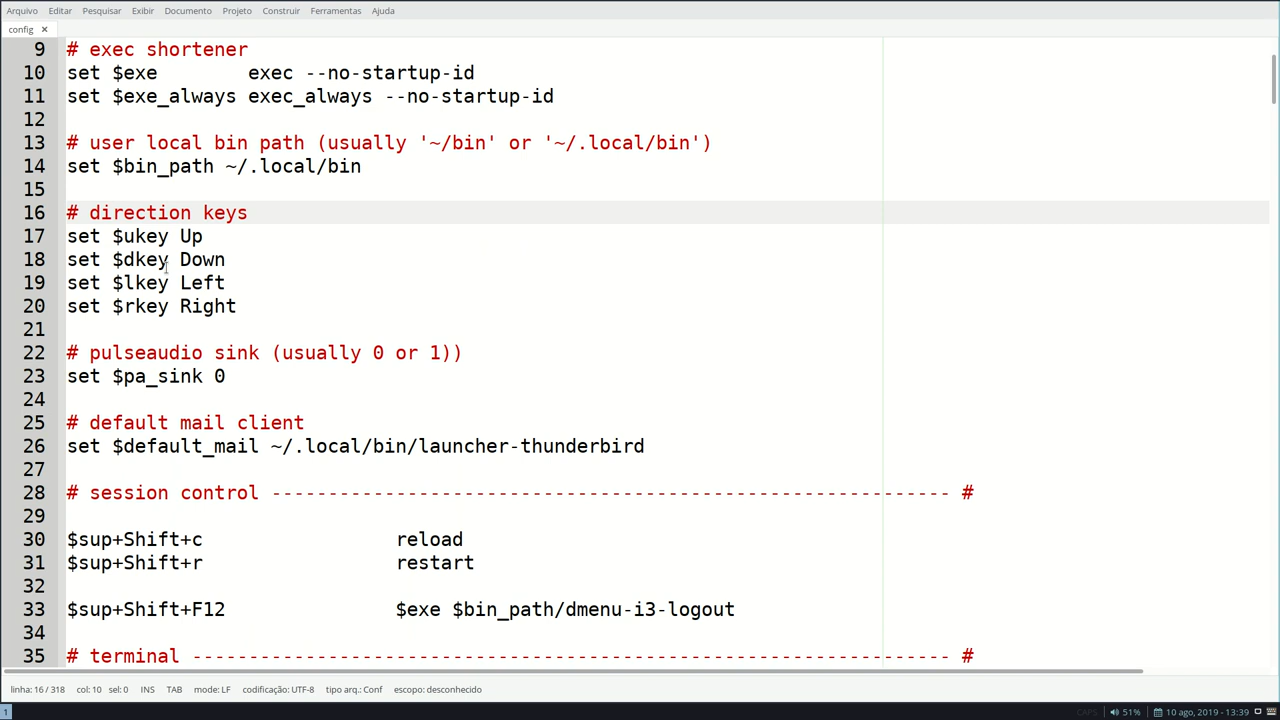 Arquivo Editar Pesquisar Exibir Documento Projeto Construir Ferramentas Ajuda
config
9 # exec shortener
10 set $exe        exec --no-startup-id
11 set $exe_always exec_always --no-startup-id
12
13 # user local bin path (usually '~/bin' or '~/.local/bin')
14 set $bin_path ~/.local/bin
15
16 # direction keys
17 set $ukey Up
18 set $dkey Down
19 set $lkey Left
20 set $rkey Right
21
22 # pulseaudio sink (usually 0 or 1))
23 set $pa_sink 0
24
25 # default mail client
26 set $default_mail ~/.local/bin/launcher-thunderbird
27
28 # session control ------------------------------------------------------------ #
29
30 $sup+Shift+c                 reload
31 $sup+Shift+r                 restart
32
33 $sup+Shift+F12               $exe $bin_path/dmenu-i3-logout
34
35 # terminal ------------------------------------------------------------------- #
linha: 16 / 318 col: 10 sel: 0 INS TAB mode: LF codificação: UTF-8 tipo arq.: Conf escopo: desconhecido
1 CAPS 51% 10 ago, 2019 - 13:39